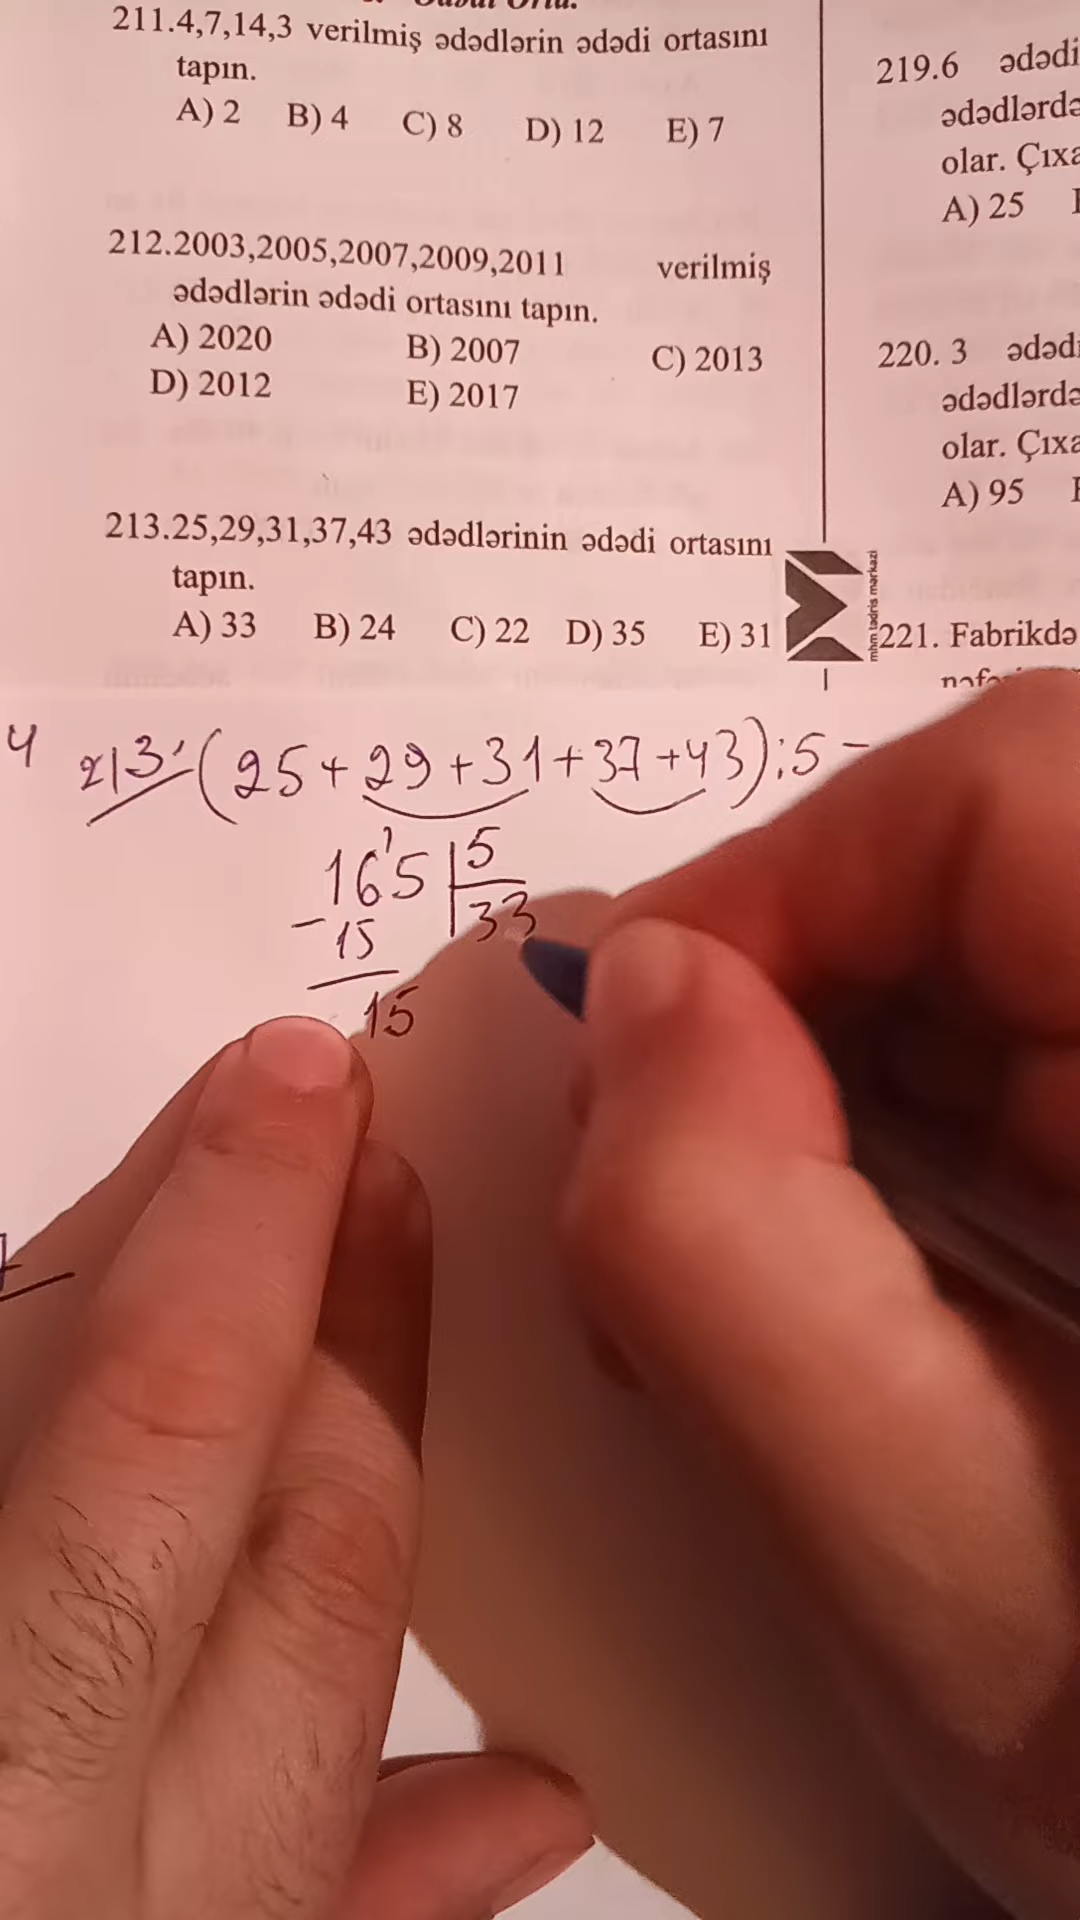 211.4,7,14,3 verilmiş ədədlərin ədədi ortasını
tapın.
A) 2 B) 4 C) 8 D) 12 E) 7
212.2003,2005,2007,2009,2011 verilmiş
ədədlərin ədədi ortasını tapın.
A) 2020 B) 2007 C) 2013
D) 2012 E) 2017
213.25,29,31,37,43 ədədlərinin ədədi ortasını
tapın.
A) 33 B) 24 C) 22 D) 35 E) 31
219.6 ədədi
ədədlərdə
olar.
A) 25
220. 3
ədədlərdə
olar.
A) 95
mhm tədris mərkəzi
221. Fabrikdə
4
213. (25+29+31+37+43):5
165 5
- 15 33
15